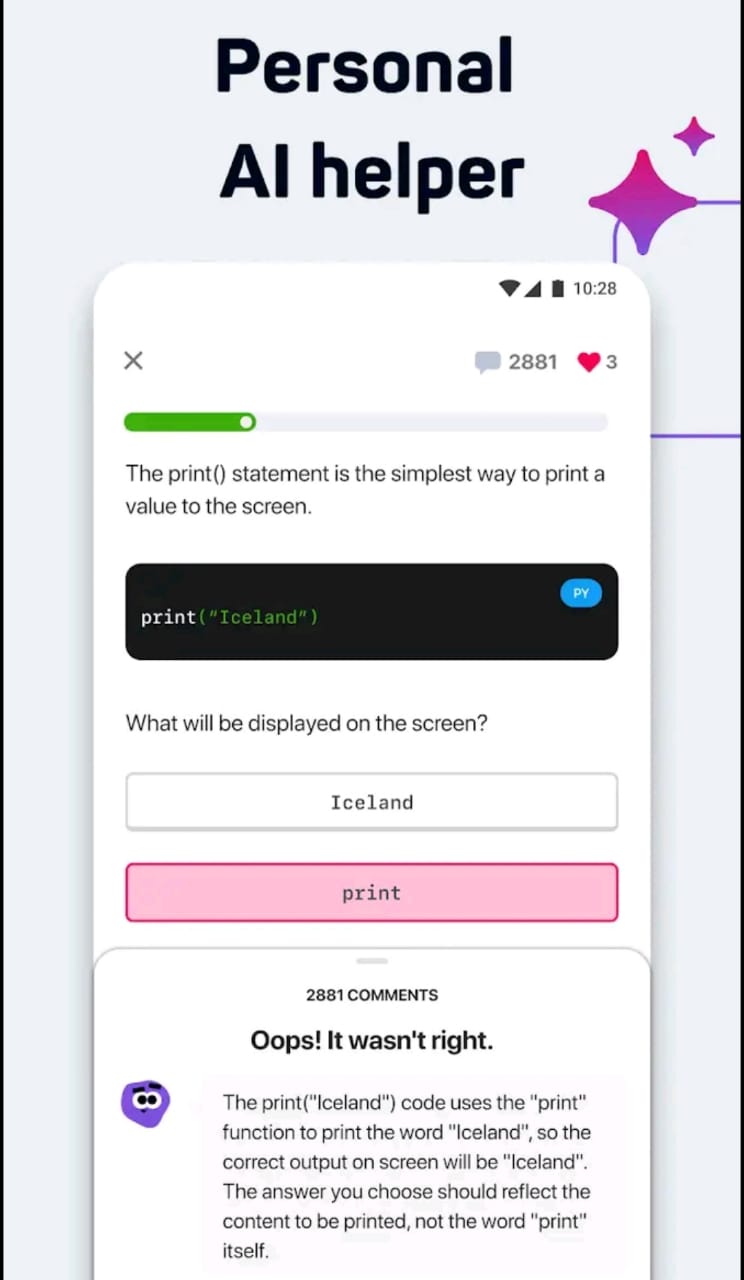 Personal
AI helper
10:28
2881 3
The print() statement is the simplest way to print a
value to the screen.
PY
print("Iceland")
What will be displayed on the screen?
Iceland
print
2881 COMMENTS
Oops! It wasn't right.
The print("Iceland") code uses the "print"
function to print the word "Iceland", so the
correct output on screen will be "Iceland".
The answer you choose should reflect the
content to be printed, not the word "print"
itself.